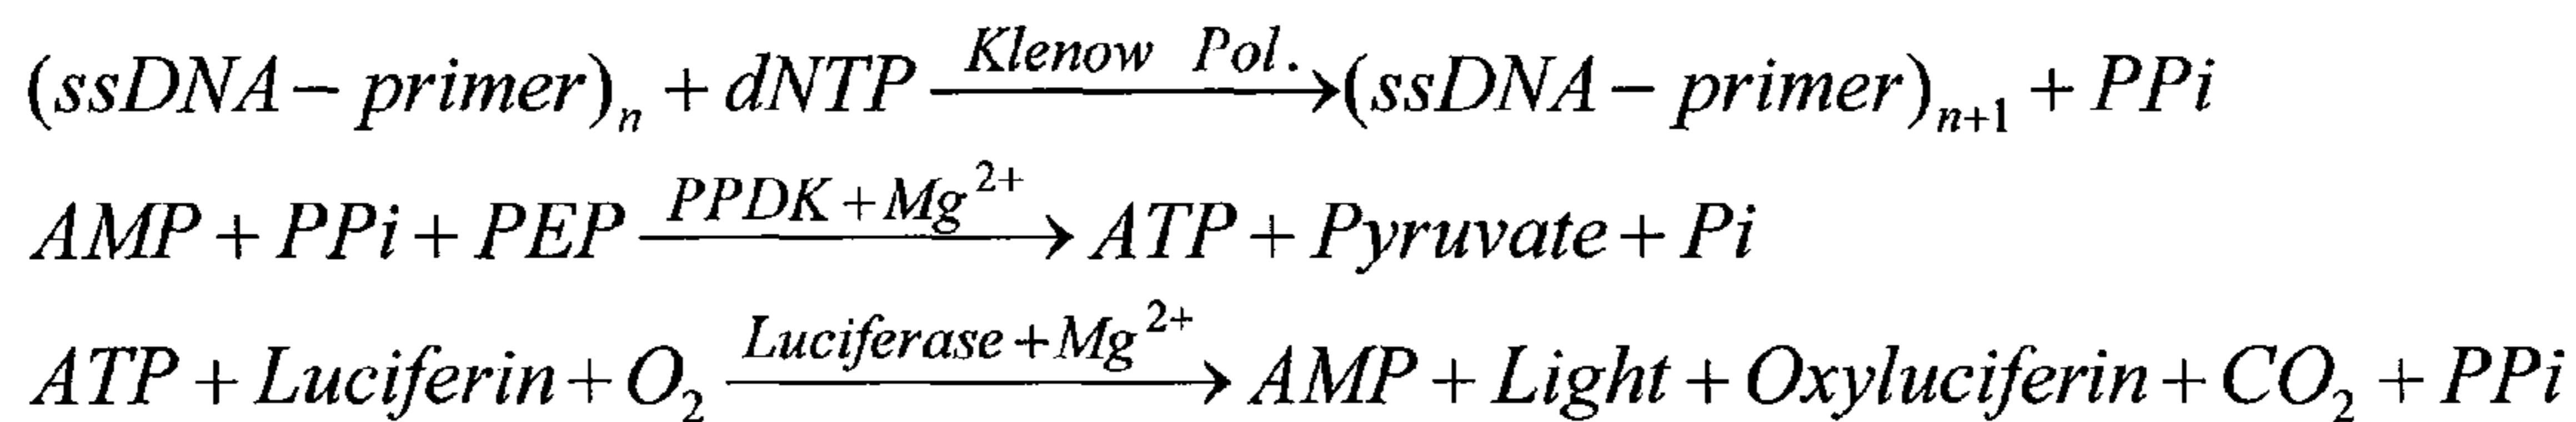 (ssDNA – primer)ₙ + dNTP —Klenow Pol.→ (ssDNA – primer)ₙ₊₁ + PPi
AMP + PPi + PEP —PPDK + Mg²⁺→ ATP + Pyruvate + Pi
ATP + Luciferin + O₂ —Luciferase + Mg²⁺→ AMP + Light + Oxyluciferin + CO₂ + PPi